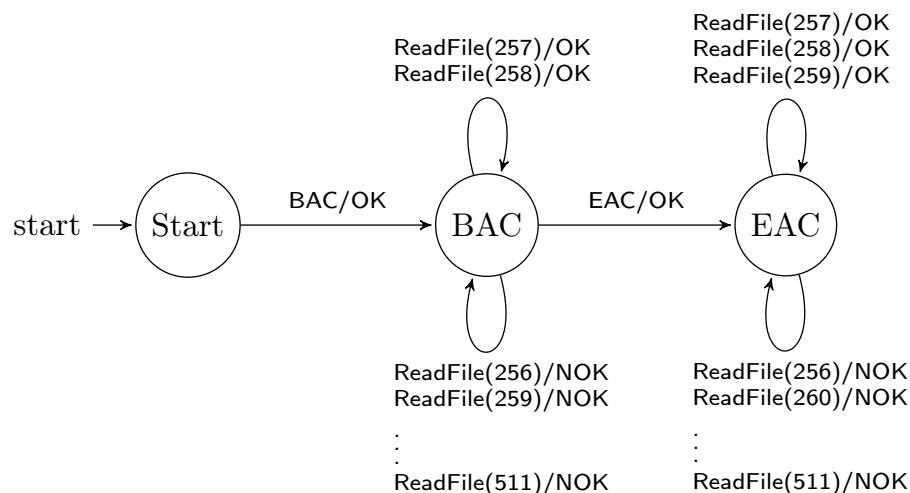 ReadFile(257)/OK
ReadFile(258)/OK
ReadFile(257)/OK
ReadFile(258)/OK
ReadFile(259)/OK
start
Start
BAC/OK
BAC
EAC/OK
EAC
ReadFile(256)/NOK
ReadFile(259)/NOK
.
.
.
ReadFile(511)/NOK
ReadFile(256)/NOK
ReadFile(260)/NOK
.
.
.
ReadFile(511)/NOK